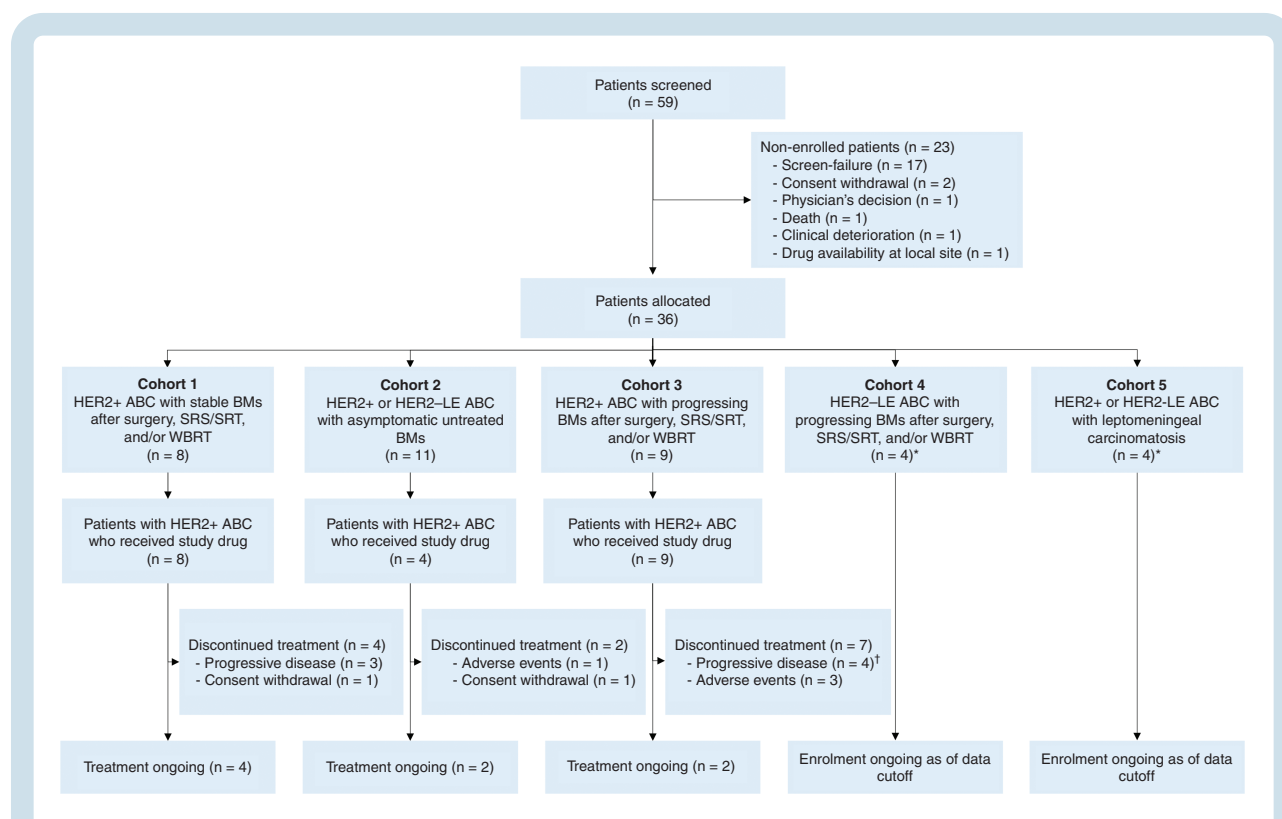 Patients screened
(n = 59)
Non-enrolled patients (n = 23)
- Screen-failure (n = 17)
- Consent withdrawal (n = 2)
- Physician's decision (n = 1)
- Death (n = 1)
- Clinical deterioration (n = 1)
- Drug availability at local site (n = 1)
Patients allocated
(n = 36)
Cohort 1
HER2+ ABC with stable BMs
after surgery, SRS/SRT,
and/or WBRT
(n = 8)
Cohort 2
HER2+ or HER2–LE ABC
with asymptomatic untreated
BMs
(n = 11)
Cohort 3
HER2+ ABC with progressing
BMs after surgery, SRS/SRT,
and/or WBRT
(n = 9)
Cohort 4
HER2–LE ABC with
progressing BMs after surgery,
SRS/SRT, and/or WBRT
(n = 4)*
Cohort 5
HER2+ or HER2-LE ABC
with leptomeningeal
carcinomatosis
(n = 4)*
Patients with HER2+ ABC
who received study drug
(n = 8)
Patients with HER2+ ABC
who received study drug
(n = 4)
Patients with HER2+ ABC
who received study drug
(n = 9)
Discontinued treatment (n = 4)
- Progressive disease (n = 3)
- Consent withdrawal (n = 1)
Discontinued treatment (n = 2)
- Adverse events (n = 1)
- Consent withdrawal (n = 1)
Discontinued treatment (n = 7)
- Progressive disease (n = 4)†
- Adverse events (n = 3)
Treatment ongoing (n = 4)
Treatment ongoing (n = 2)
Treatment ongoing (n = 2)
Enrolment ongoing as of data
cutoff
Enrolment ongoing as of data
cutoff